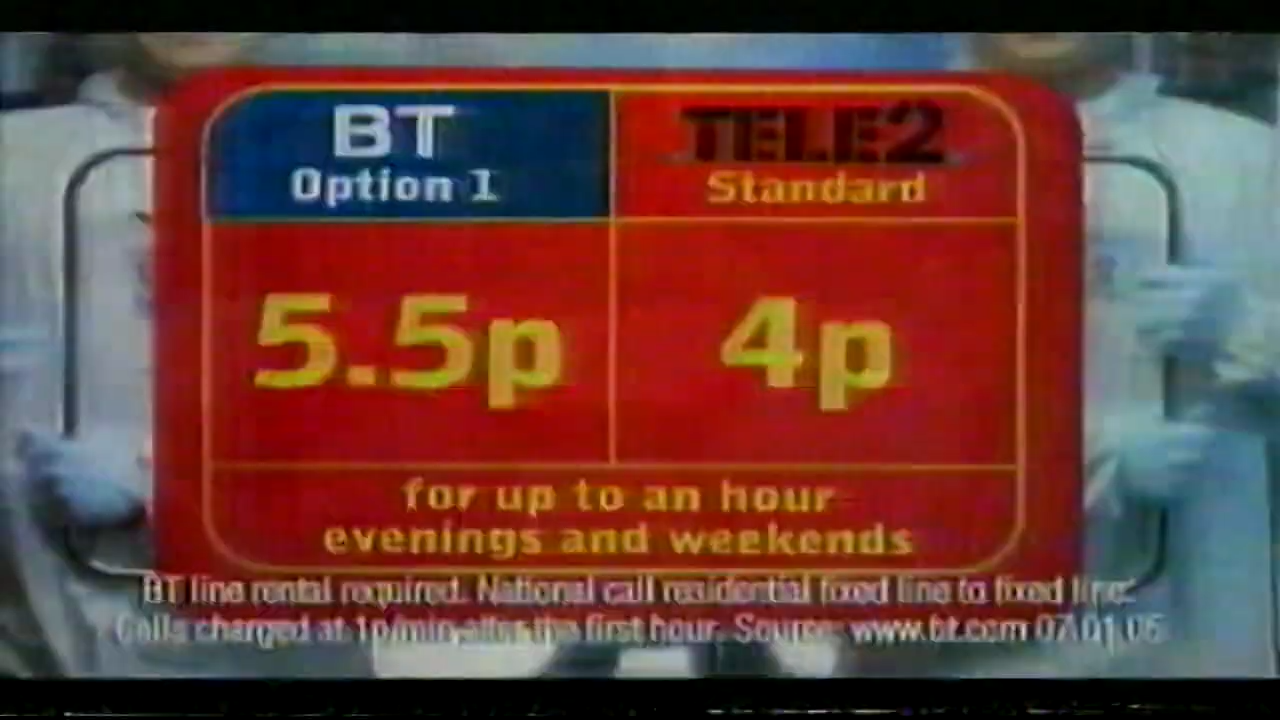 BT
Option 1
TELE2
Standard
5.5p
4p
for up to an hour
evenings and weekends
BT line rental required. National call residential fixed line to fixed line.
Calls charged at 1p/min after the first hour. Source: www.bt.com 07.01.05